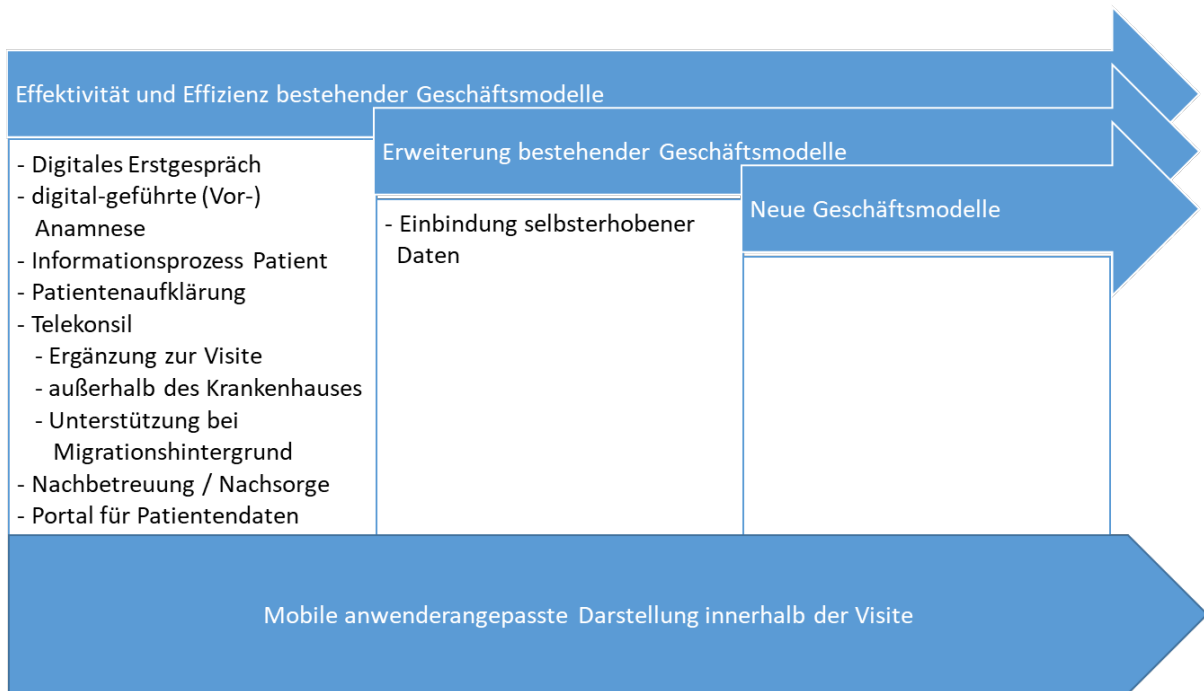 Effektivität und Effizienz bestehender Geschäftsmodelle
- Digitales Erstgespräch
- digital-geführte (Vor-)
Anamnese
- Informationsprozess Patient
- Patientenaufklärung
- Telekonsil
- Ergänzung zur Visite
- außerhalb des Krankenhauses
- Unterstützung bei
Migrationshintergrund
- Nachbetreuung / Nachsorge
- Portal für Patientendaten
Erweiterung bestehender Geschäftsmodelle
- Einbindung selbsterhobener
Daten
Neue Geschäftsmodelle
Mobile anwenderangepasste Darstellung innerhalb der Visite